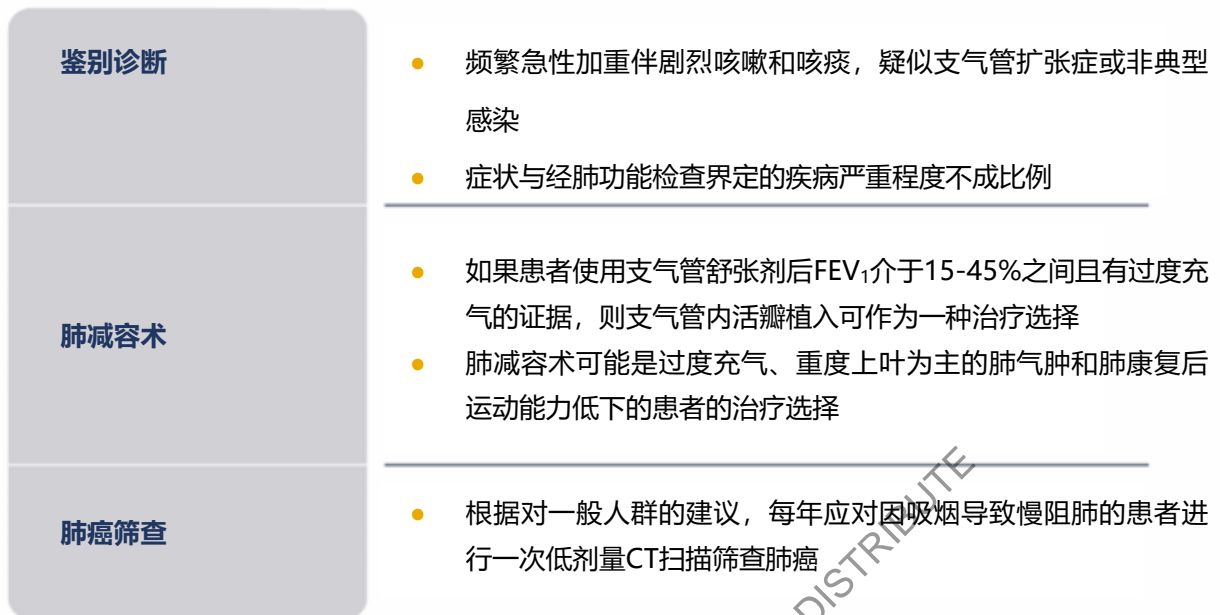 鉴别诊断
● 频繁急性加重伴剧烈咳嗽和咳痰，疑似支气管扩张症或非典型
感染
● 症状与经肺功能检查界定的疾病严重程度不成比例
肺减容术
● 如果患者使用支气管舒张剂后FEV₁介于15-45%之间且有过度充
气的证据，则支气管内活瓣植入可作为一种治疗选择
● 肺减容术可能是过度充气、重度上叶为主的肺气肿和肺康复后
运动能力低下的患者的治疗选择
肺癌筛查
● 根据对一般人群的建议，每年应对因吸烟导致慢阻肺的患者进
行一次低剂量CT扫描筛查肺癌
DISTRIBUTE